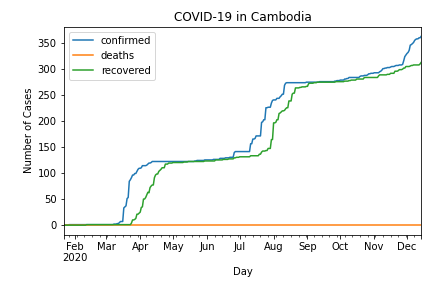 COVID-19 in Cambodia
confirmed
deaths
recovered
Number of Cases
350
300
250
200
150
100
50
0
Feb Mar Apr May Jun Jul Aug Sep Oct Nov Dec
2020
Day